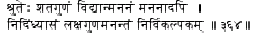 श्रुतेः शतगुणं विद्यान्मननं मननादपि ।
निदिध्यासं लक्षगुणमनन्तं निर्विकल्पकम् ॥३६४॥